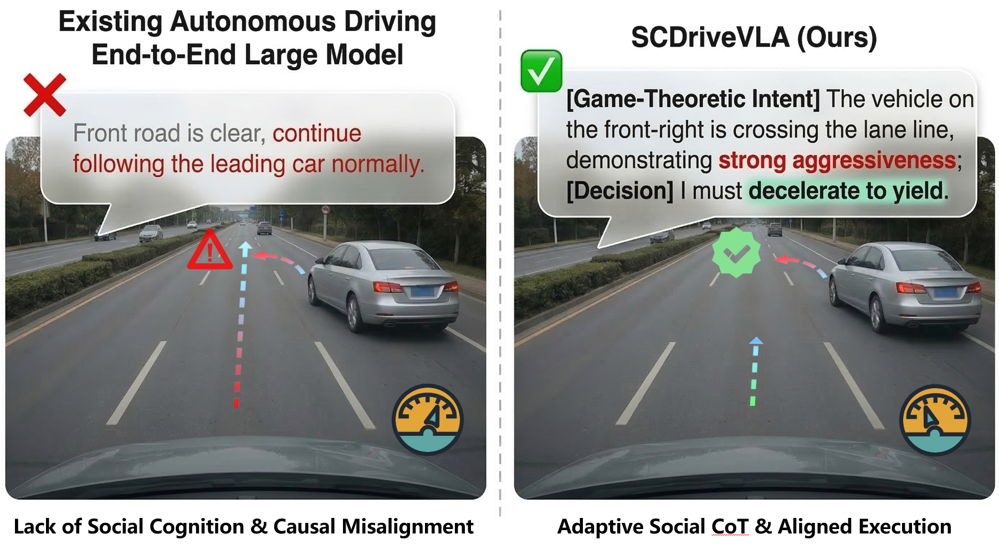 Existing Autonomous Driving
End-to-End Large Model
Front road is clear, continue
following the leading car normally.
Lack of Social Cognition & Causal Misalignment
SCDriveVLA (Ours)
[Game-Theoretic Intent] The vehicle on
the front-right is crossing the lane line,
demonstrating strong aggressiveness;
[Decision] I must decelerate to yield.
Adaptive Social CoT & Aligned Execution